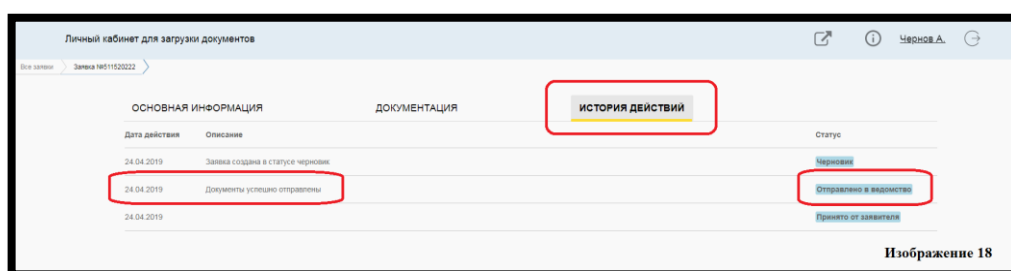 Личный кабинет для загрузки документов
Чернов А.
Все заявки
Заявка №511520222
ОСНОВНАЯ ИНФОРМАЦИЯ
ДОКУМЕНТАЦИЯ
ИСТОРИЯ ДЕЙСТВИЙ
Дата действия Описание Статус
24.04.2019 Заявка создана в статусе черновик Черновик
24.04.2019 Документы успешно отправлены Отправлено в ведомство
24.04.2019 Принято от заявителя
Изображение 18